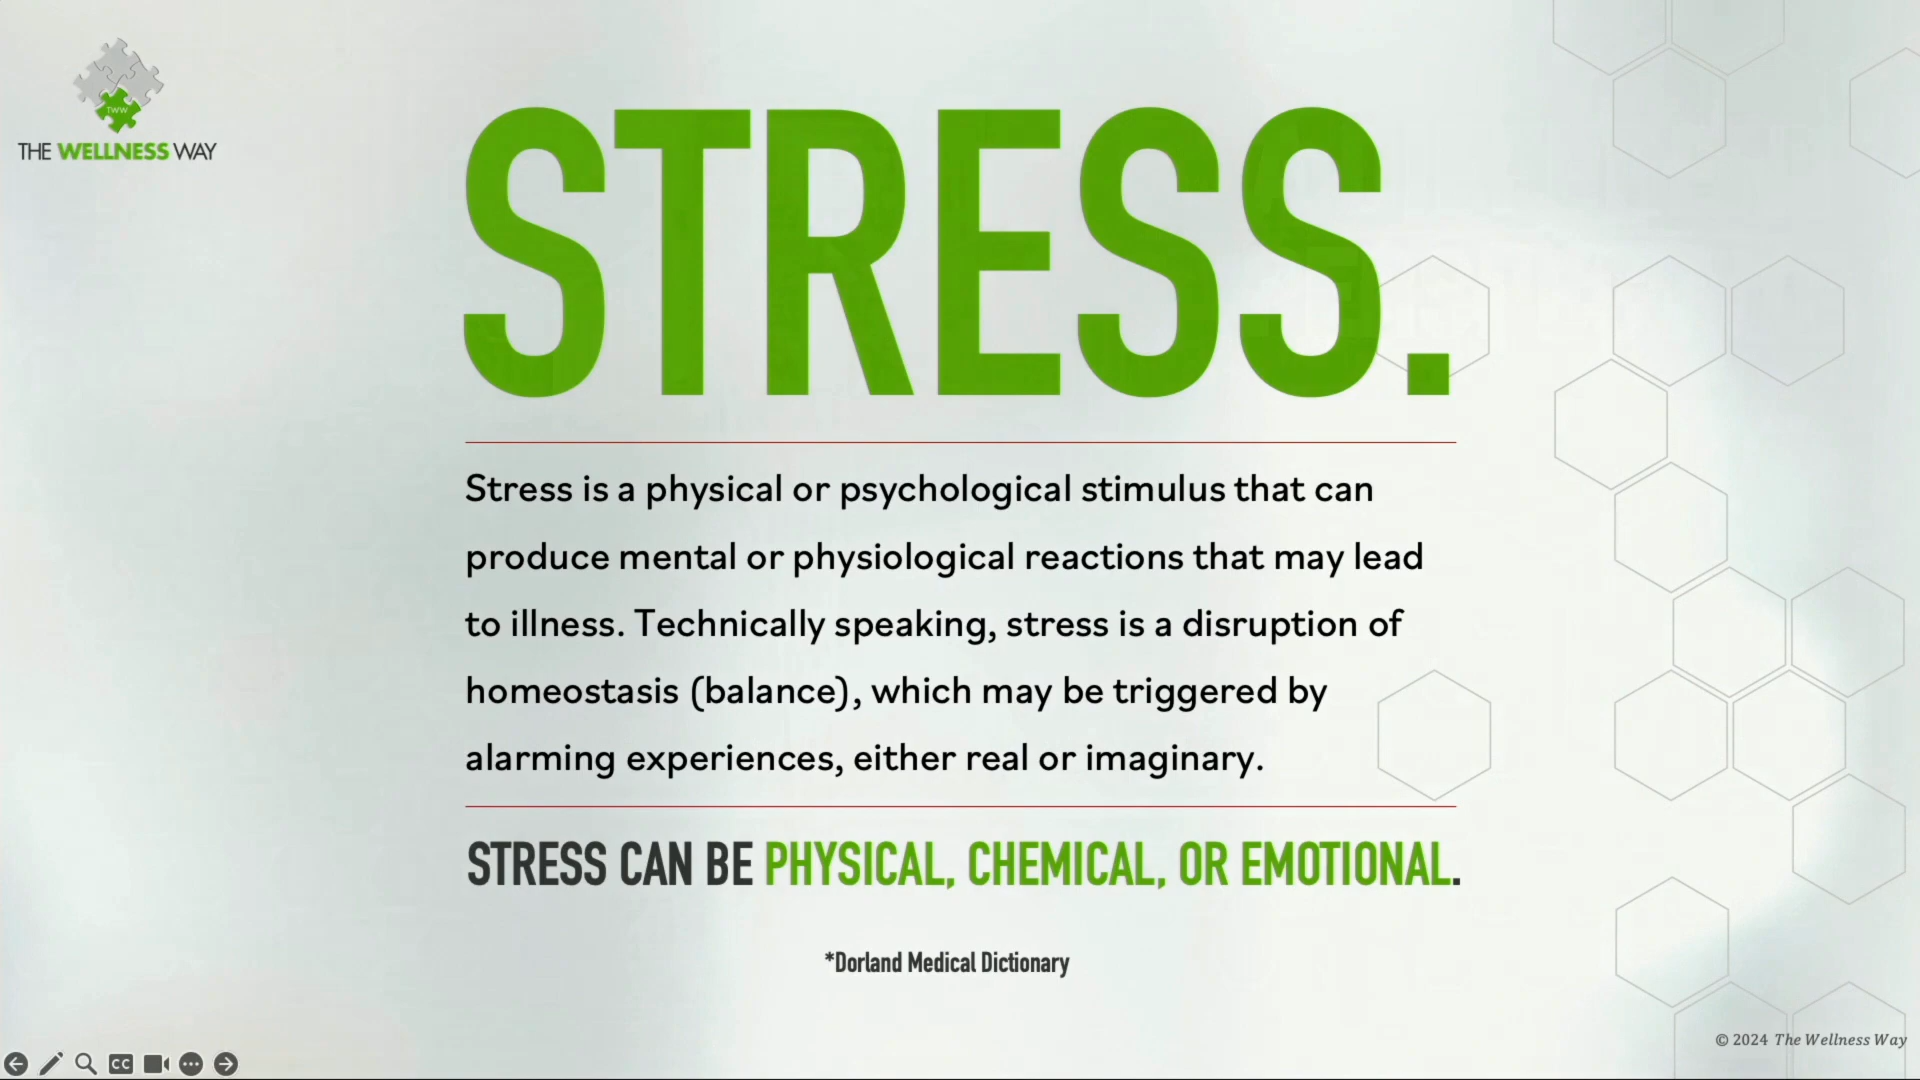 TWW
THE WELLNESS WAY
STRESS.
Stress is a physical or psychological stimulus that can
produce mental or physiological reactions that may lead
to illness. Technically speaking, stress is a disruption of
homeostasis (balance), which may be triggered by
alarming experiences, either real or imaginary.
STRESS CAN BE PHYSICAL, CHEMICAL, OR EMOTIONAL.
*Dorland Medical Dictionary
© 2024 The Wellness Way
CC